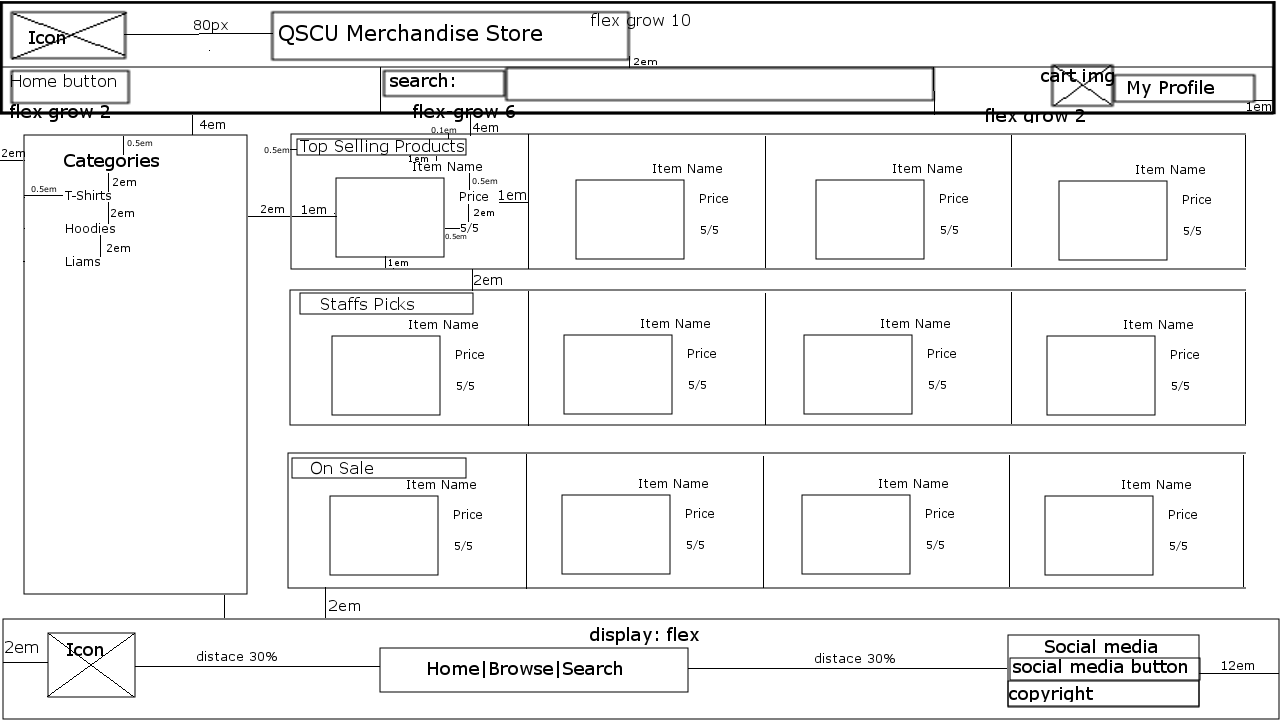 Icon
80px
QSCU Merchandise Store
flex grow 10
2em
Home button
search:
cart img
My Profile
1em
flex grow 2
flex grow 6
flex grow 2
4em
2em
0.5em
Categories
2em
0.5em
T-Shirts
2em
Hoodies
2em
Liams
0.1em
4em
0.5em
Top Selling Products
1em
Item Name
0.5em
Price
1em
2em
5/5
0.5em
2em
1em
1em
Item Name
Price
5/5
Item Name
Price
5/5
Item Name
Price
5/5
2em
Staffs Picks
Item Name
Price
5/5
Item Name
Price
5/5
Item Name
Price
5/5
Item Name
Price
5/5
On Sale
Item Name
Price
5/5
Item Name
Price
5/5
Item Name
Price
5/5
Item Name
Price
5/5
2em
display: flex
2em
Icon
distace 30%
Home|Browse|Search
distace 30%
Social media
social media button
copyright
12em